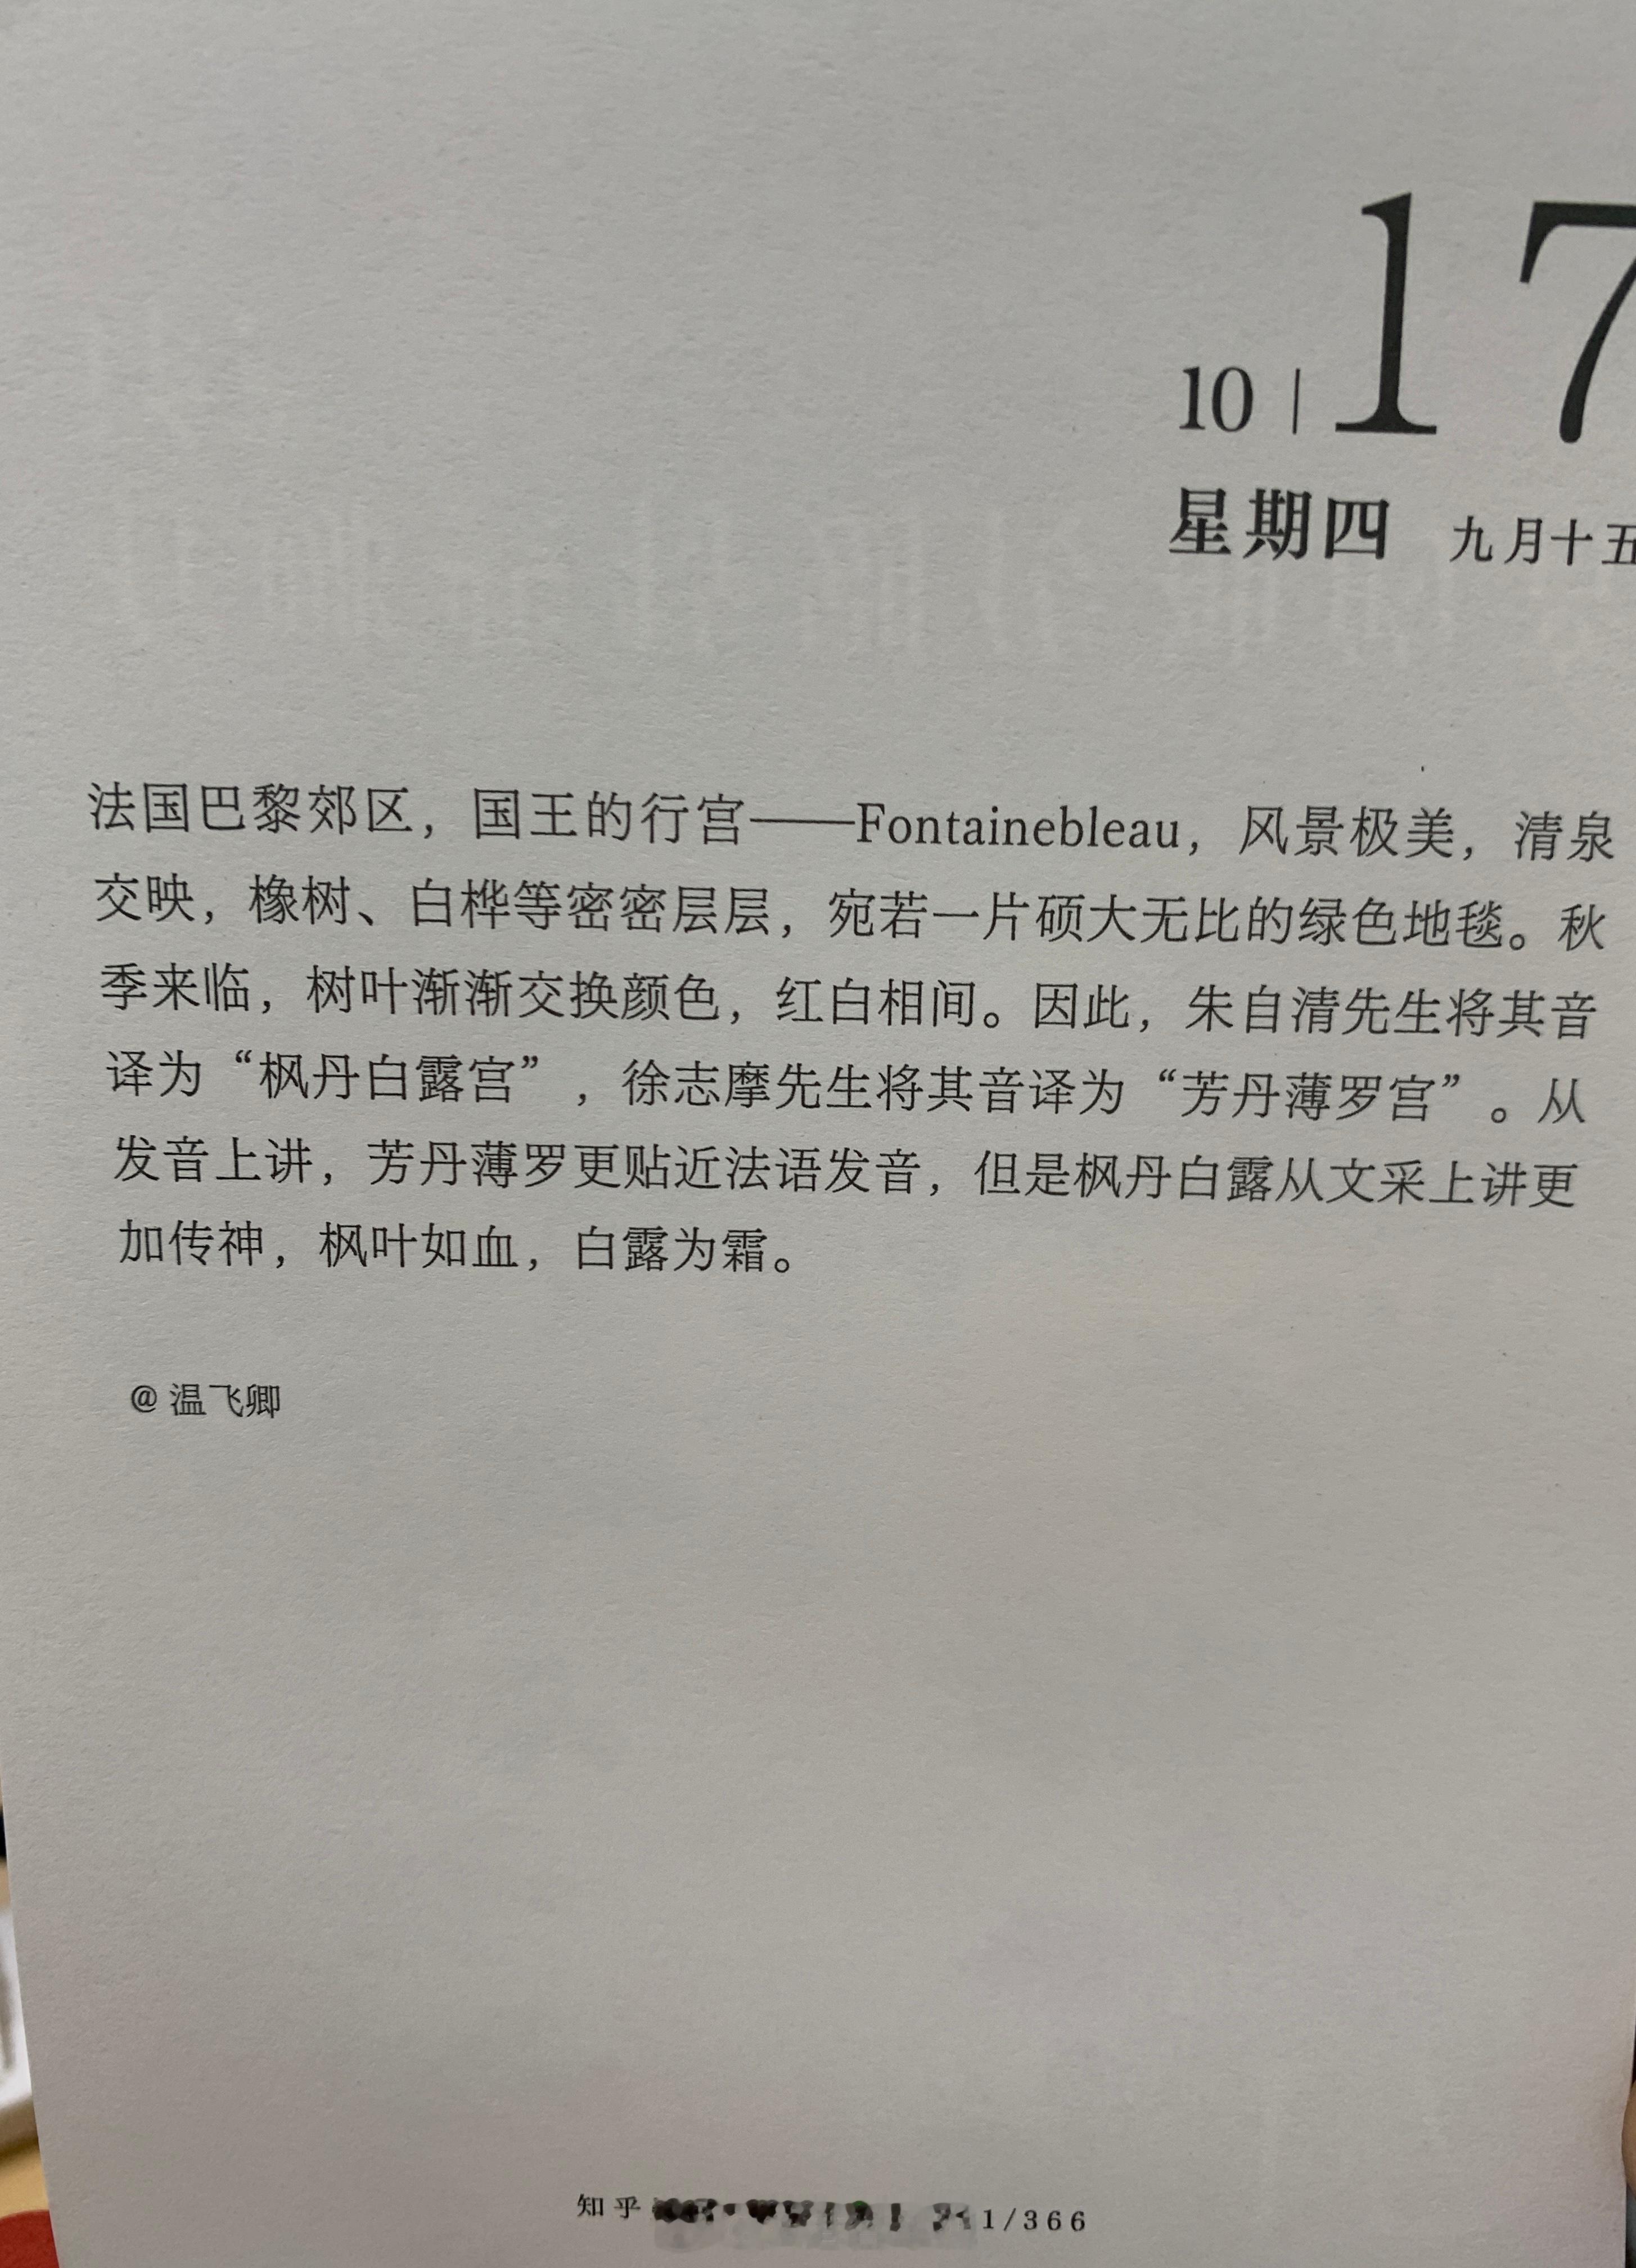 10 | 17
星期四 九月十五
法国巴黎郊区，国王的行宫——Fontainebleau，风景极美，清泉
交映，橡树、白桦等密密层层，宛若一片硕大无比的绿色地毯。秋
季来临，树叶渐渐交换颜色，红白相间。因此，朱自清先生将其音
译为“枫丹白露宫”，徐志摩先生将其音译为“芳丹薄罗宫”。从
发音上讲，芳丹薄罗更贴近法语发音，但是枫丹白露从文采上讲更
加传神，枫叶如血，白露为霜。
@ 温飞卿
知乎 1/366